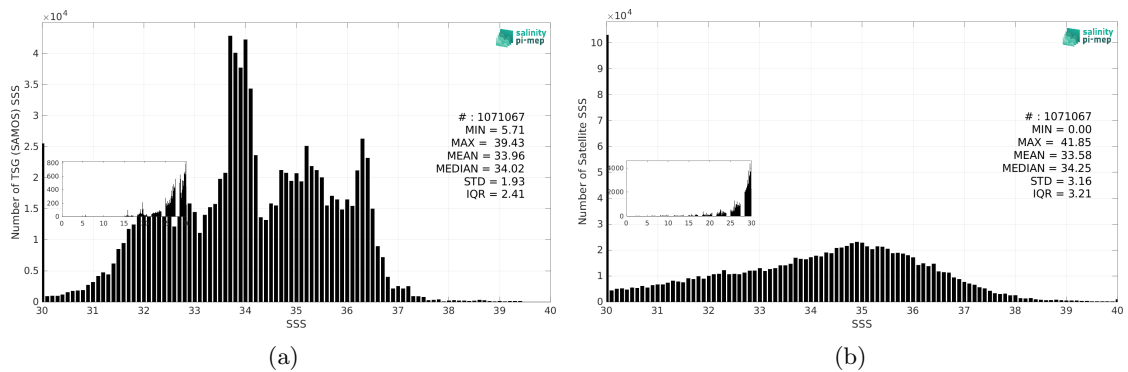 ×10⁴
4
3.5
3
2.5
2
1.5
1
0.5
0
Number of TSG (SAMOS) SSS
salinity
pi-mep
# : 1071067
MIN = 5.71
MAX = 39.43
MEAN = 33.96
MEDIAN = 34.02
STD = 1.93
IQR = 2.41
800
600
400
200
0
0 5 10 15 30
30 31 32 33 34 35 36 37 38 39 40
SSS
(a)
×10⁴
10
9
8
7
6
5
4
3
2
1
0
Number of Satellite SSS
salinity
pi-mep
# : 1071067
MIN = 0.00
MAX = 41.85
MEAN = 33.58
MEDIAN = 34.25
STD = 3.16
IQR = 3.21
4000
2000
0
0 5 10 15 20 25 30
30 31 32 33 34 35 36 37 38 39 40
SSS
(b)